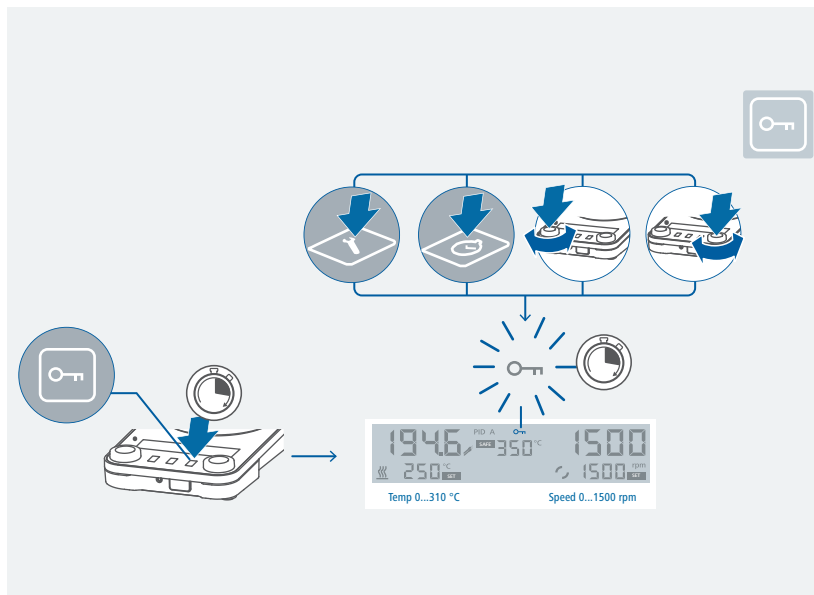 194.6 PID A SAFE 350 °C 1500
250 °C SET 1500 rpm SET
Temp 0...310 °C Speed 0...1500 rpm